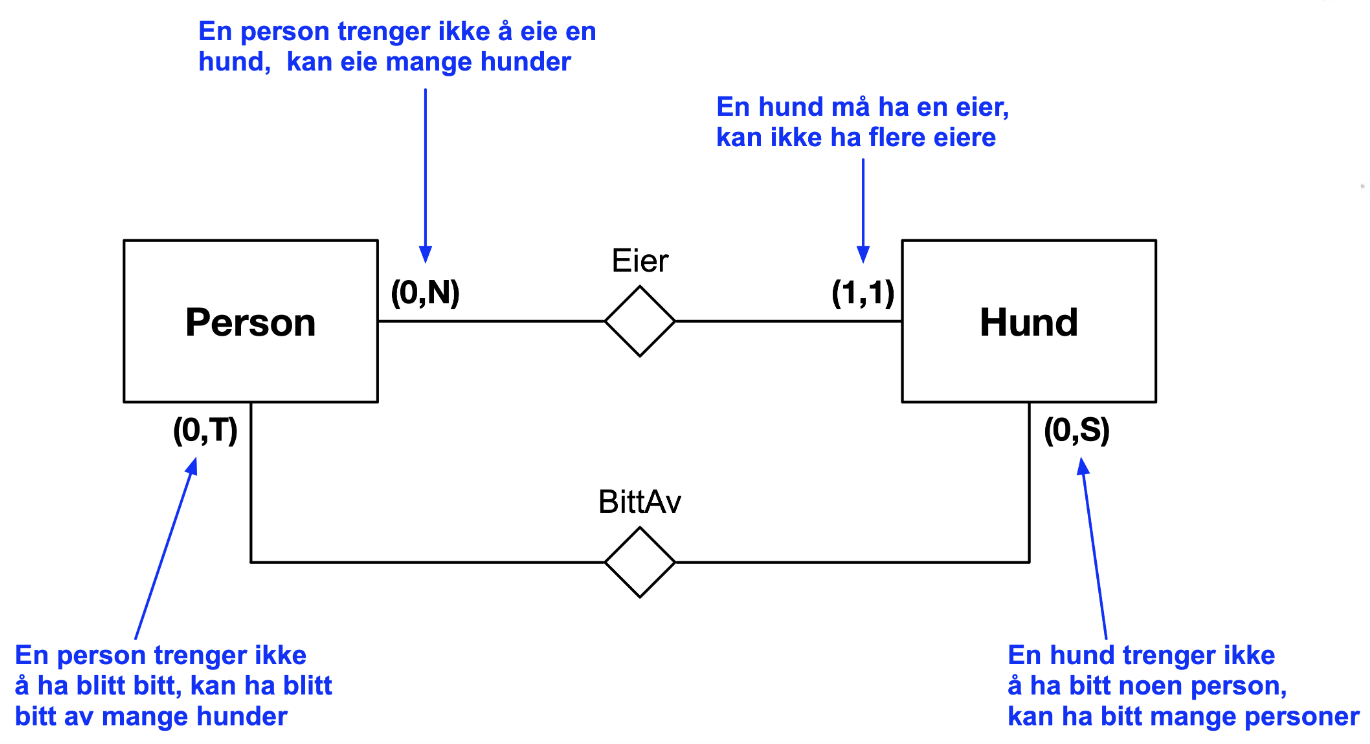 En person trenger ikke å eie en
hund, kan eie mange hunder
En hund må ha en eier,
kan ikke ha flere eiere
Eier
(0,N)
(1,1)
Person
Hund
(0,T)
(0,S)
BittAv
En person trenger ikke
å ha blitt bitt, kan ha blitt
bitt av mange hunder
En hund trenger ikke
å ha bitt noen person,
kan ha bitt mange personer